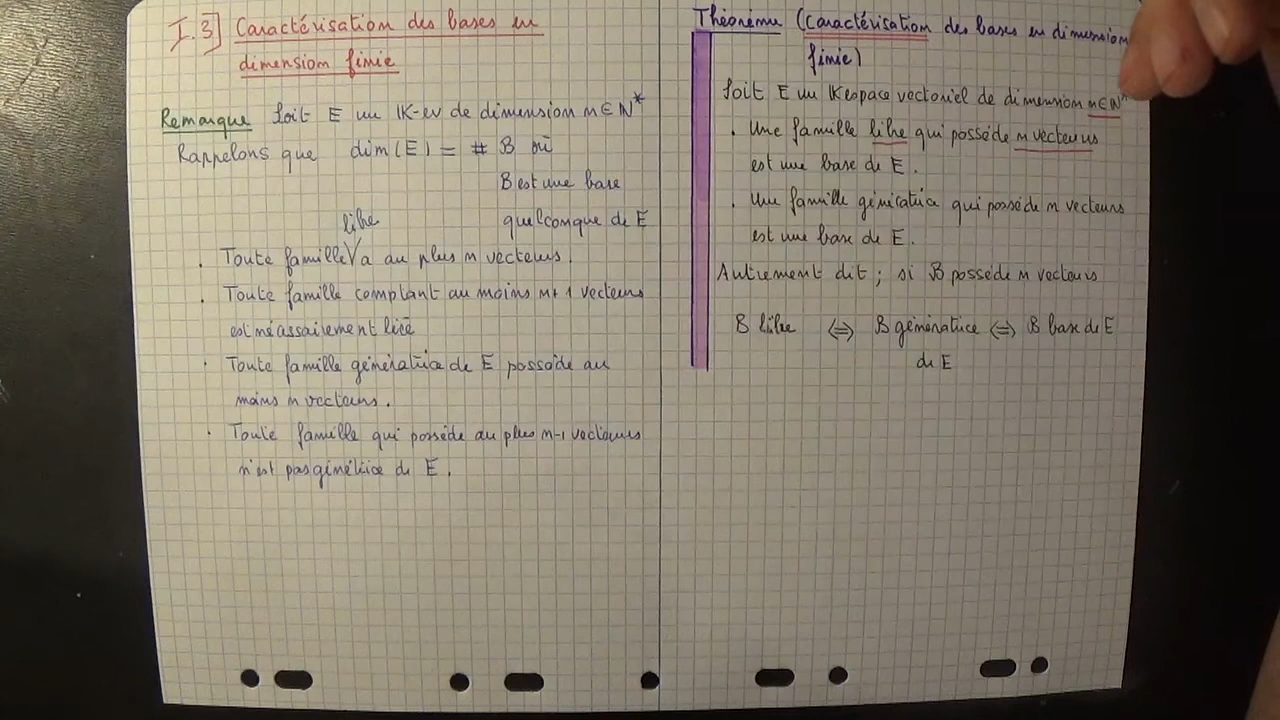 I.3] Caractérisation des bases en
dimension finie
Remarque Soit E un IK-ev de dimension n∈ℕ*
Rappelons que dim(E) = # B où
B est une base
quelconque de E
. Toute famille libre a au plus n vecteurs.
. Toute famille comptant au moins n+1 vecteurs
est néassairement liée
. Toute famille génératrice de E possède au
moins n vecteurs.
. Toute famille qui possède au plus n-1 vecteurs
n'est pas génétrice de E.
Théorème (Caractérisation des bases en dimension
finie)
Soit E un IK espace vectoriel de dimension n∈ℕ*
. Une famille libre qui possède n vecteurs
est une base de E.
. Une famille génératrice qui possède n vecteurs
est une base de E.
Autrement dit ; si B possède n vecteurs
B libre ⇔ B génératrice ⇔ B base de E
de E